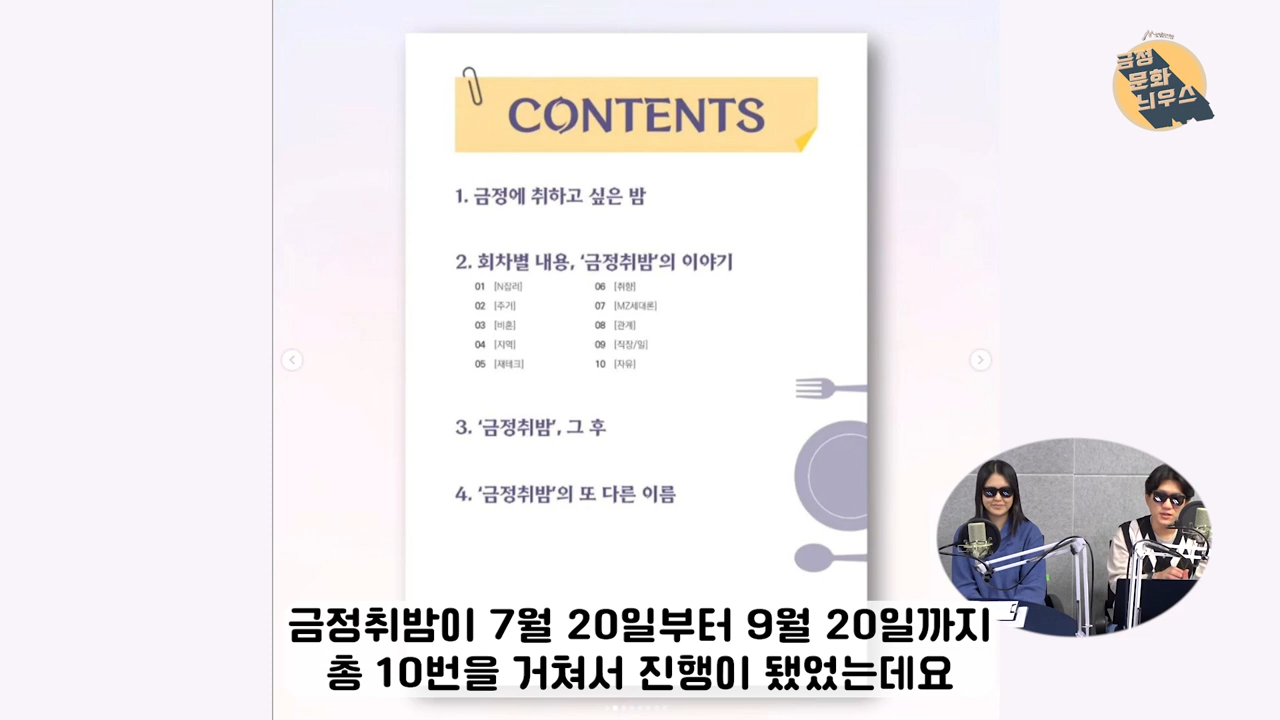 CONTENTS
1. 금정에 취하고 싶은 밤
2. 회차별 내용, ‘금정취밤’의 이야기
01 [N잡러]
02 [주거]
03 [비혼]
04 [지역]
05 [재테크]
06 [취향]
07 [MZ세대론]
08 [관계]
09 [직장/일]
10 [자유]
3. ‘금정취밤’, 그 후
4. ‘금정취밤’의 또 다른 이름
금정
문화
늬우스
금정취밤이 7월 20일부터 9월 20일까지
총 10번을 거쳐서 진행이 됐었는데요